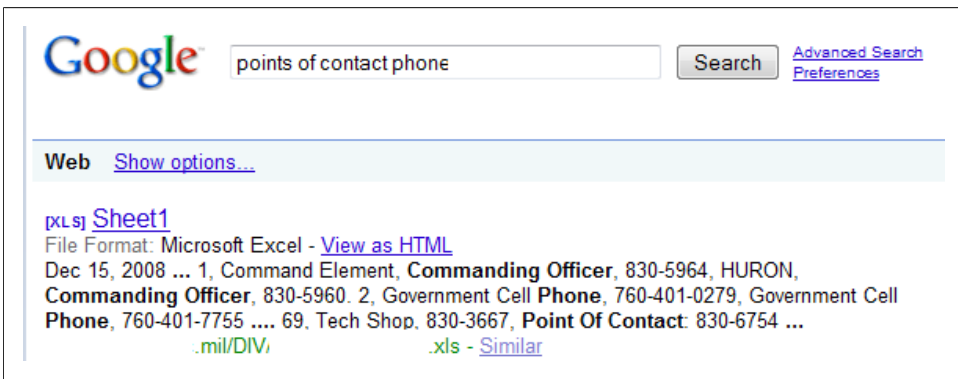 Google points of contact phone Search Advanced Search
Preferences
Web Show options...
[XLS] Sheet1
File Format: Microsoft Excel - View as HTML
Dec 15, 2008 ... 1, Command Element, Commanding Officer, 830-5964, HURON,
Commanding Officer, 830-5960. 2, Government Cell Phone, 760-401-0279, Government Cell
Phone, 760-401-7755 .... 69, Tech Shop, 830-3667, Point Of Contact: 830-6754 ...
.mil/DIV/ .xls - Similar